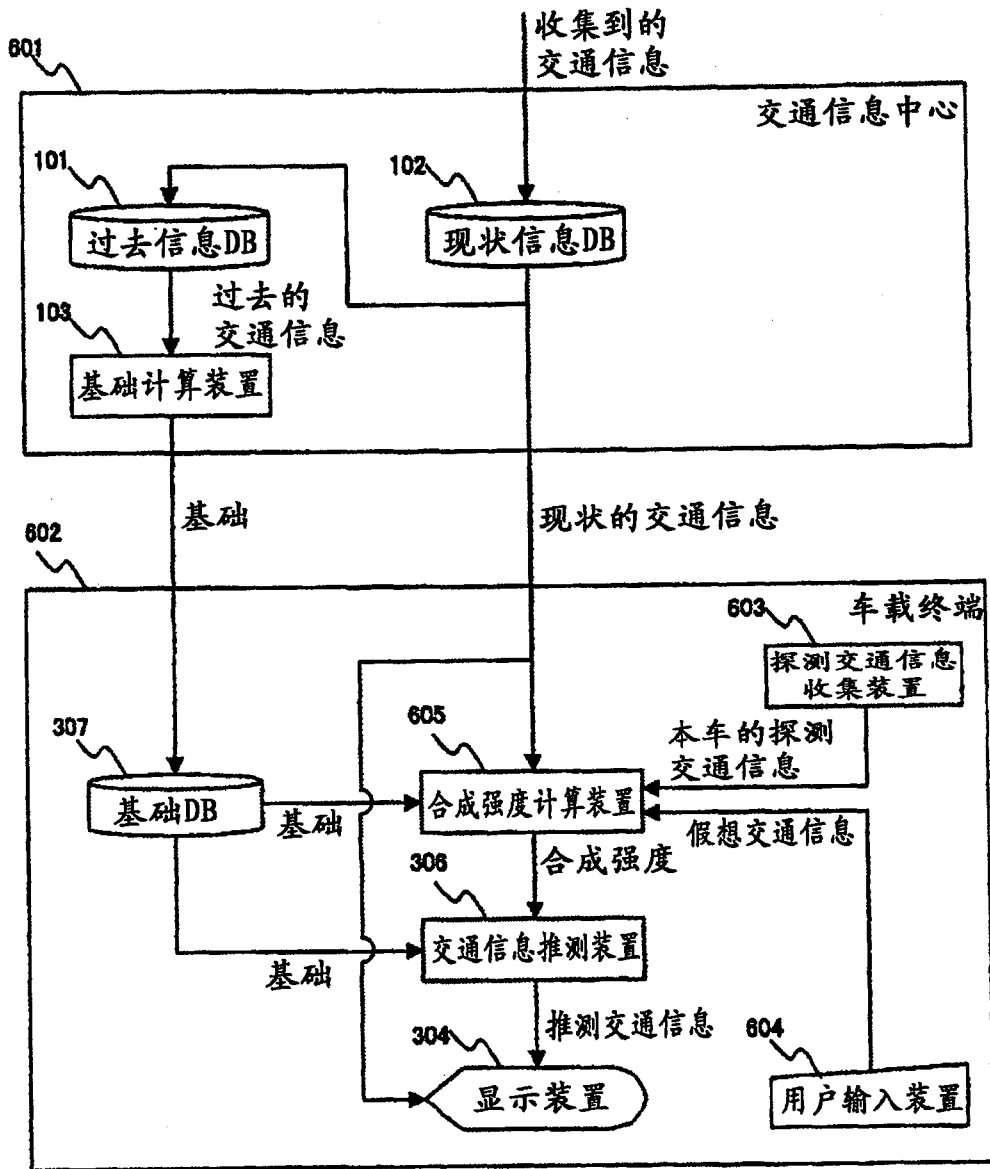 收集到的
交通信息
601
交通信息中心
101
过去信息DB
102
现状信息DB
过去的
交通信息
103
基础计算装置
基础
现状的交通信息
602
车载终端
603
探测交通信息
收集装置
307
基础DB
605
本车的探测
交通信息
合成强度计算装置
基础
假想交通信息
合成强度
306
交通信息推测装置
基础
推测交通信息
304
显示装置
604
用户输入装置